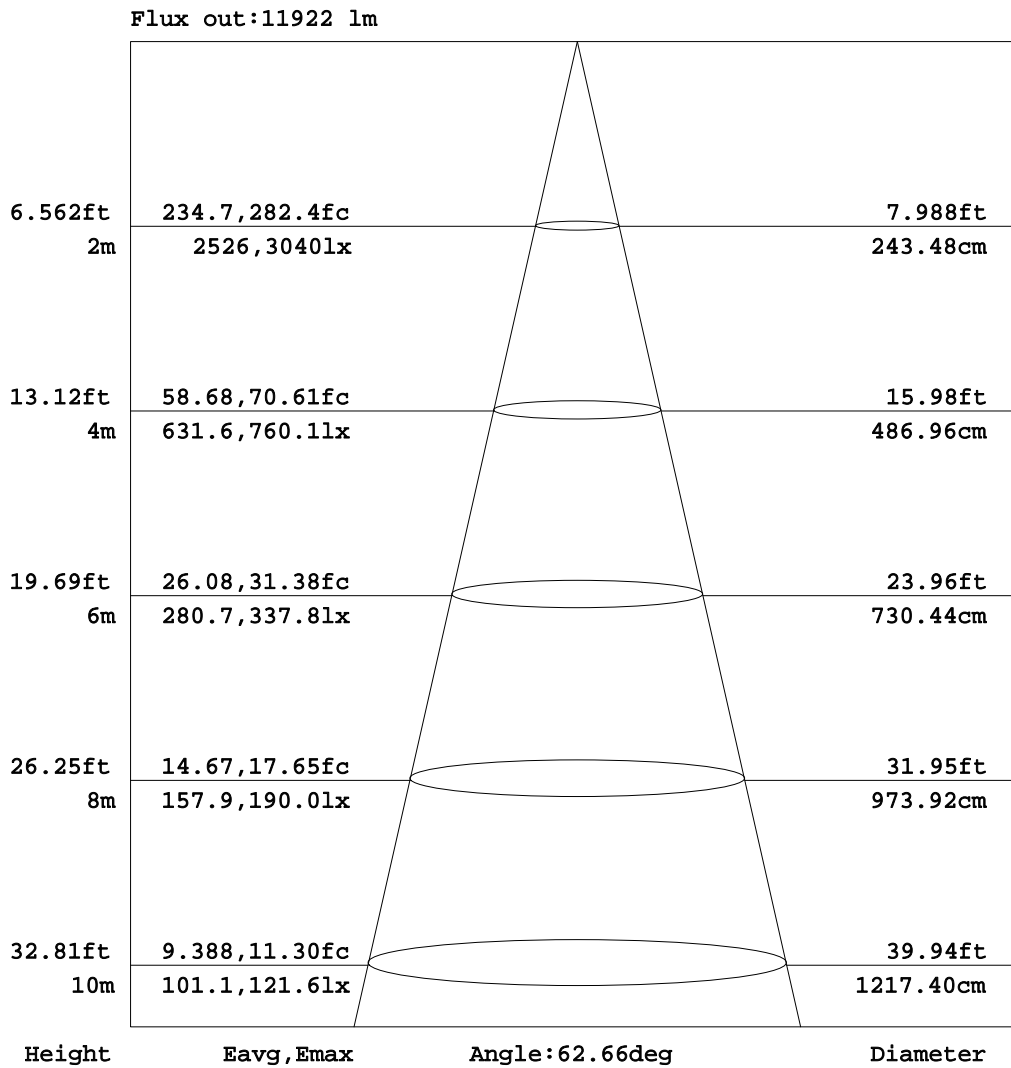 Flux out:11922 lm
6.562ft 234.7,282.4fc 7.988ft
2m 2526,3040lx 243.48cm
13.12ft 58.68,70.61fc 15.98ft
4m 631.6,760.1lx 486.96cm
19.69ft 26.08,31.38fc 23.96ft
6m 280.7,337.8lx 730.44cm
26.25ft 14.67,17.65fc 31.95ft
8m 157.9,190.0lx 973.92cm
32.81ft 9.388,11.30fc 39.94ft
10m 101.1,121.6lx 1217.40cm
Height Eavg,Emax Angle:62.66deg Diameter